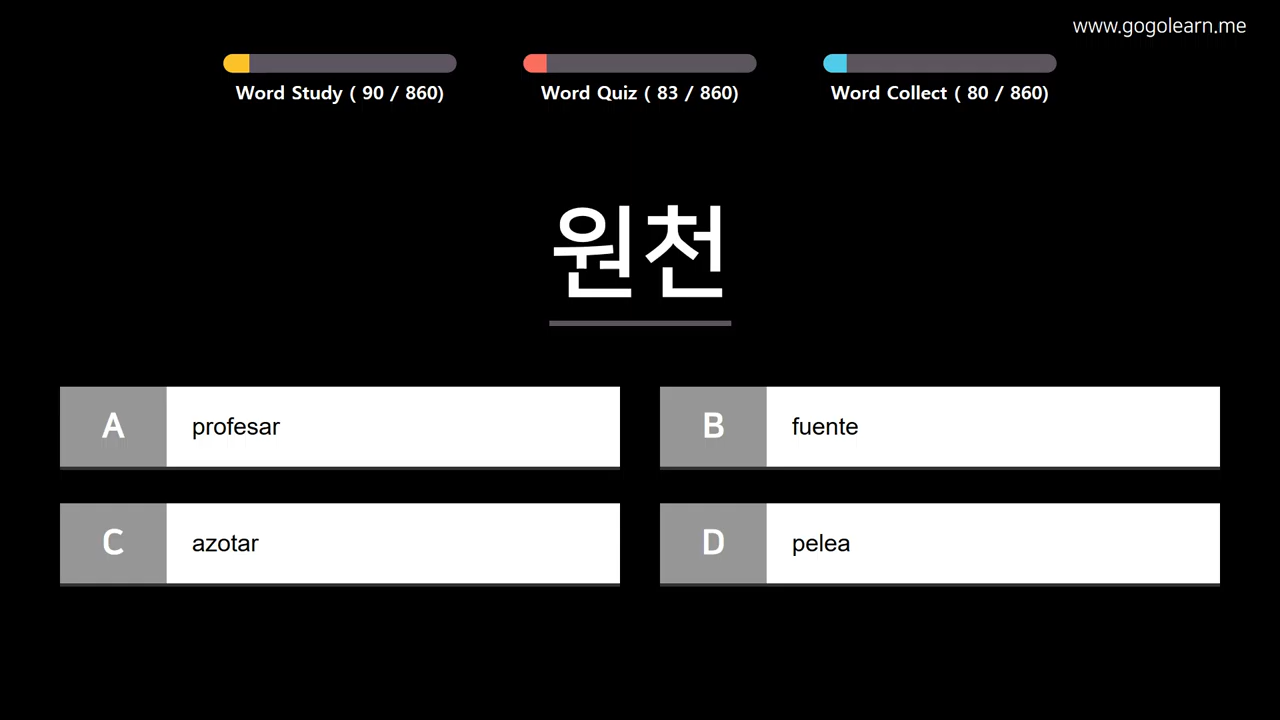 www.gogolearn.me
Word Study ( 90 / 860)
Word Quiz ( 83 / 860)
Word Collect ( 80 / 860)
원천
A profesar
B fuente
C azotar
D pelea